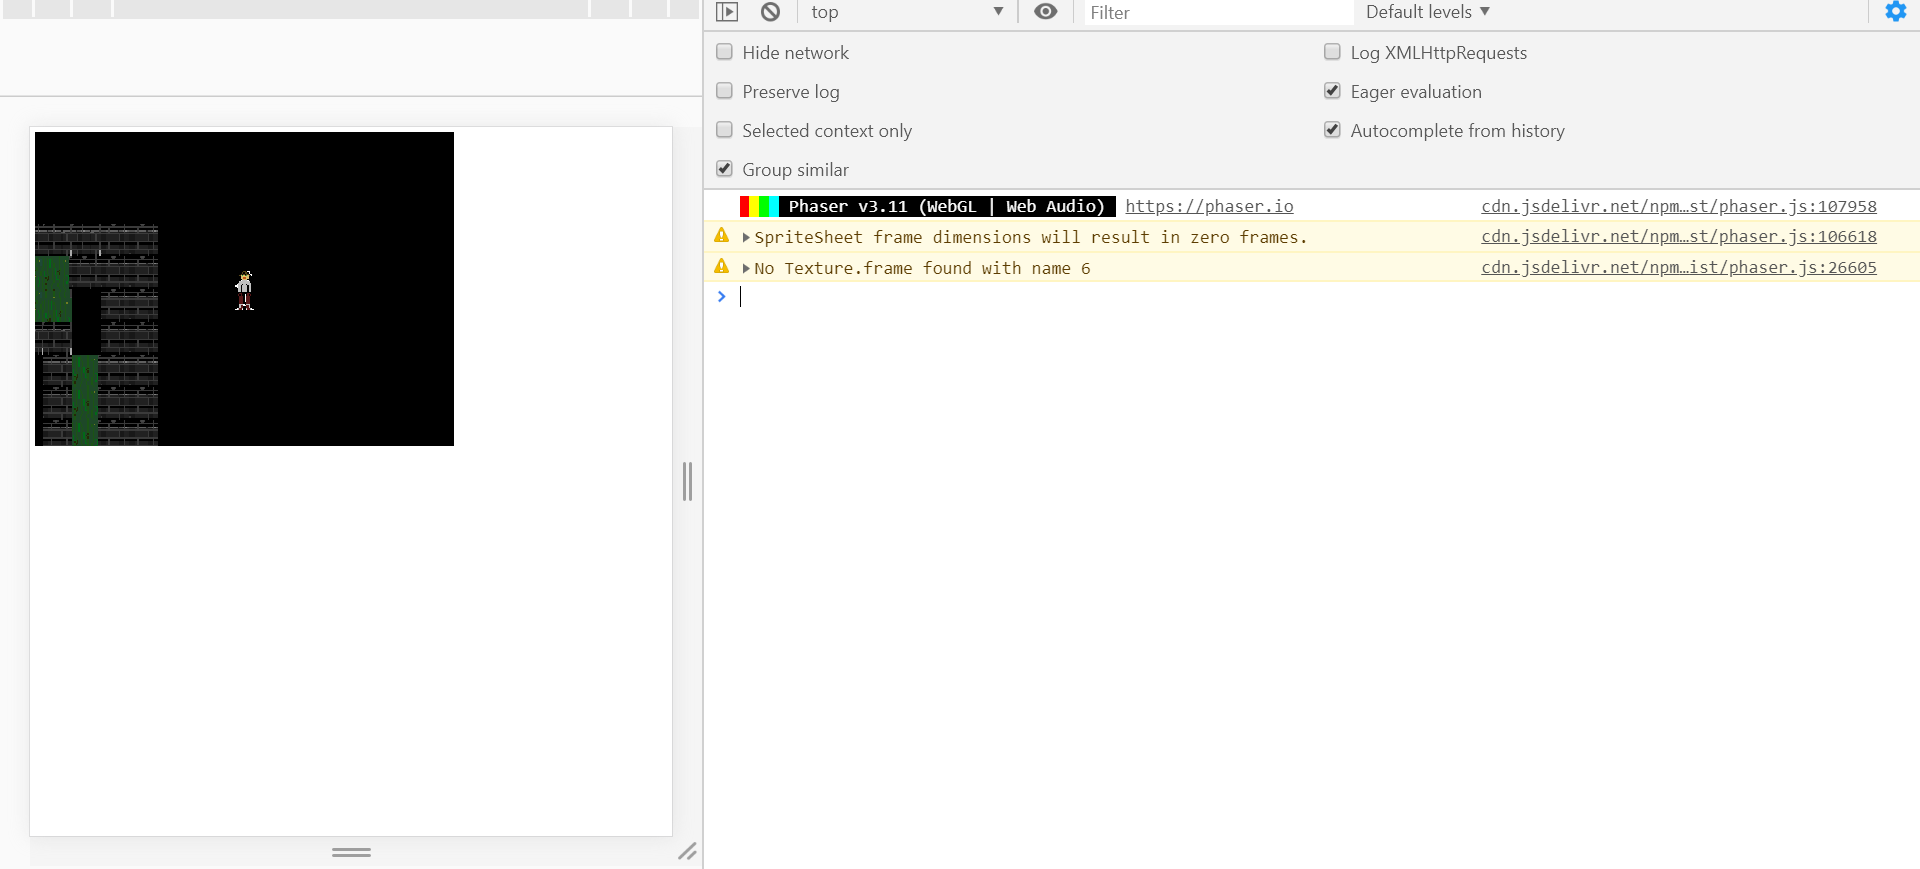 top
Filter
Default levels
Hide network
Log XMLHttpRequests
Preserve log
Eager evaluation
Selected context only
Autocomplete from history
Group similar
Phaser v3.11 (WebGL | Web Audio) https://phaser.io cdn.jsdelivr.net/npm…st/phaser.js:107958
SpriteSheet frame dimensions will result in zero frames. cdn.jsdelivr.net/npm…st/phaser.js:106618
No Texture.frame found with name 6 cdn.jsdelivr.net/npm…ist/phaser.js:26605